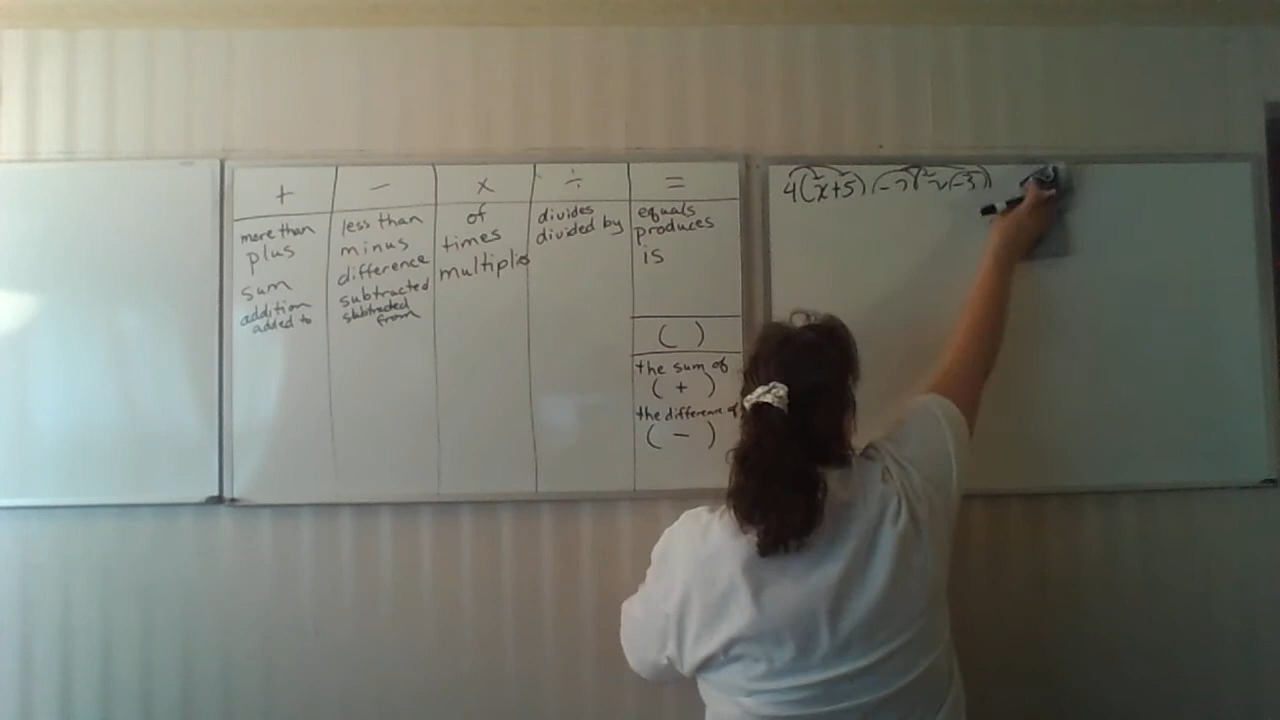 + − × ÷ =
more than
plus
sum
addition
added to
less than
minus
difference
subtracted
subtracted
from
of
times
multiplie
divides
divided by
equals
produces
is
( )
the sum of
( + )
the difference of
( − )
4(x+5)